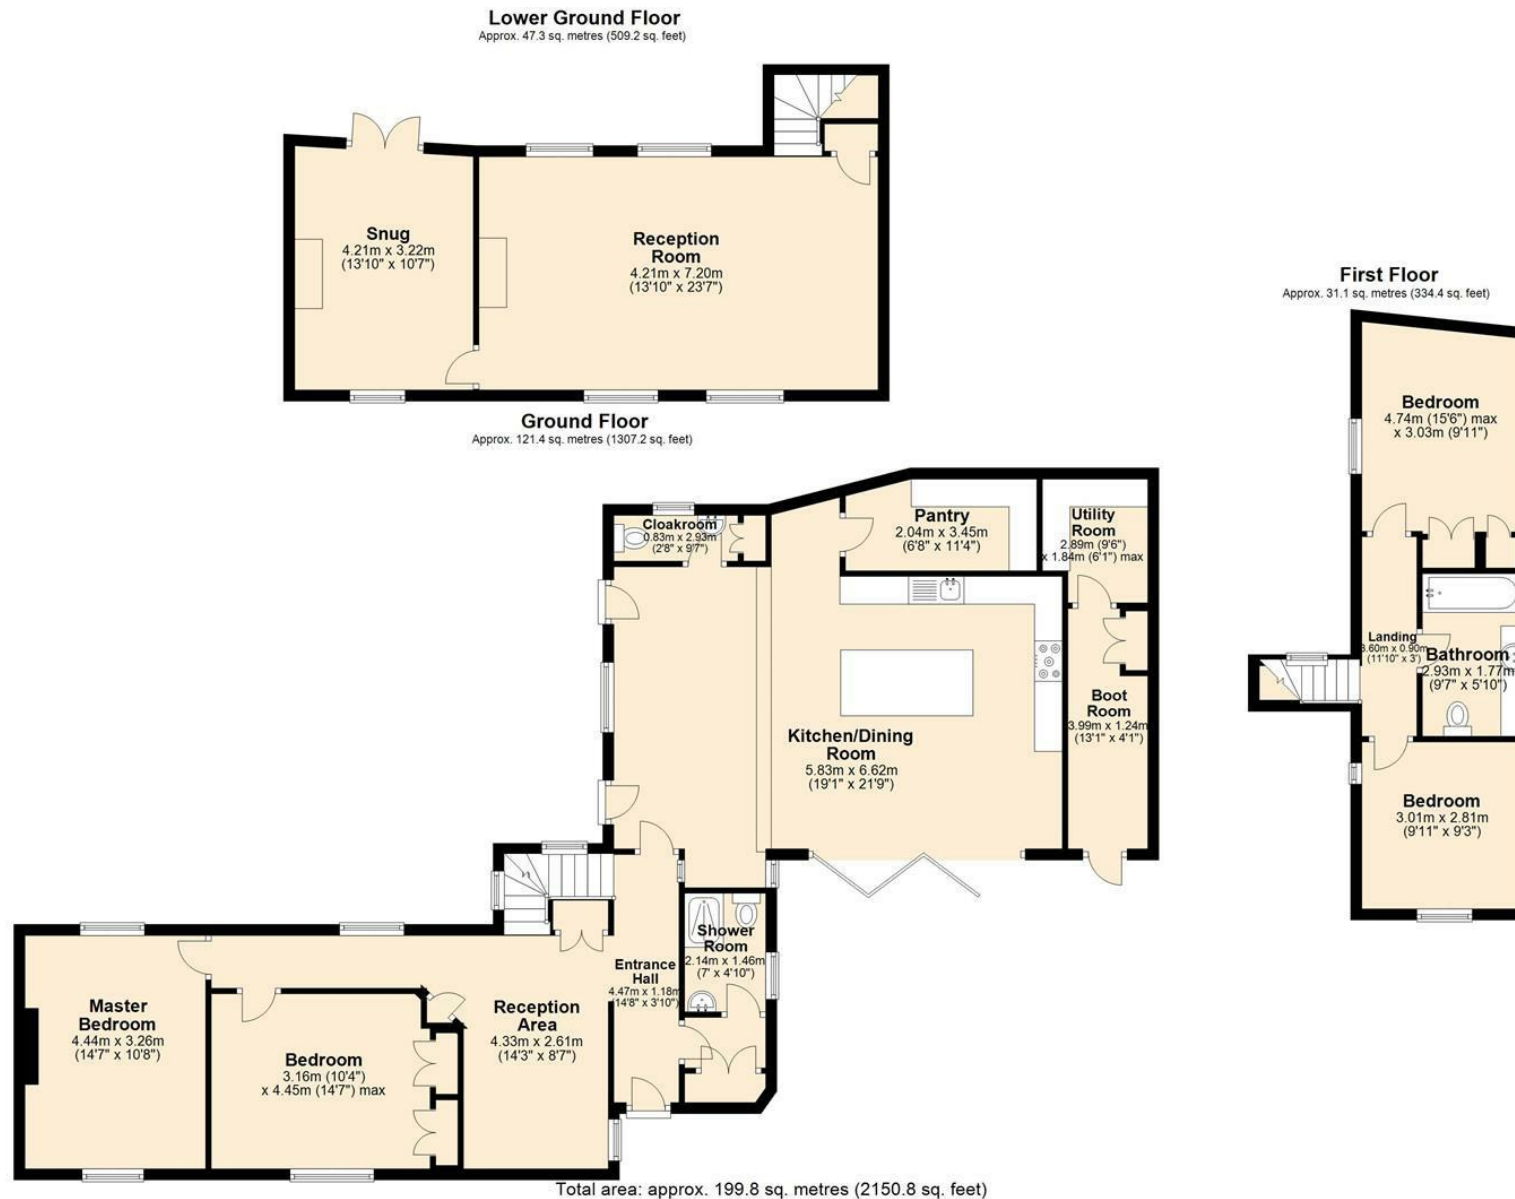 Lower Ground Floor
Approx. 47.3 sq. metres (509.2 sq. feet)
Snug
4.21m x 3.22m
(13'10" x 10'7")
Reception
Room
4.21m x 7.20m
(13'10" x 23'7")
First Floor
Approx. 31.1 sq. metres (334.4 sq. feet)
Bedroom
4.74m (15'6") max
x 3.03m (9'11")
Landing
3.60m x 0.90m
(11'10" x 3')
Bathroom
2.93m x 1.77m
(9'7" x 5'10")
Bedroom
3.01m x 2.81m
(9'11" x 9'3")
Ground Floor
Approx. 121.4 sq. metres (1307.2 sq. feet)
Cloakroom
0.83m x 2.93m
(2'8" x 9'7")
Pantry
2.04m x 3.45m
(6'8" x 11'4")
Utility
Room
2.89m (9'6")
x 1.84m (6'1") max
Boot
Room
3.99m x 1.24m
(13'1" x 4'1")
Kitchen/Dining
Room
5.83m x 6.62m
(19'1" x 21'9")
Shower
Room
2.14m x 1.46m
(7' x 4'10")
Entrance
Hall
4.47m x 1.18m
(14'8" x 3'10")
Reception
Area
4.33m x 2.61m
(14'3" x 8'7")
Master
Bedroom
4.44m x 3.26m
(14'7" x 10'8")
Bedroom
3.16m (10'4")
x 4.45m (14'7") max
Total area: approx. 199.8 sq. metres (2150.8 sq. feet)